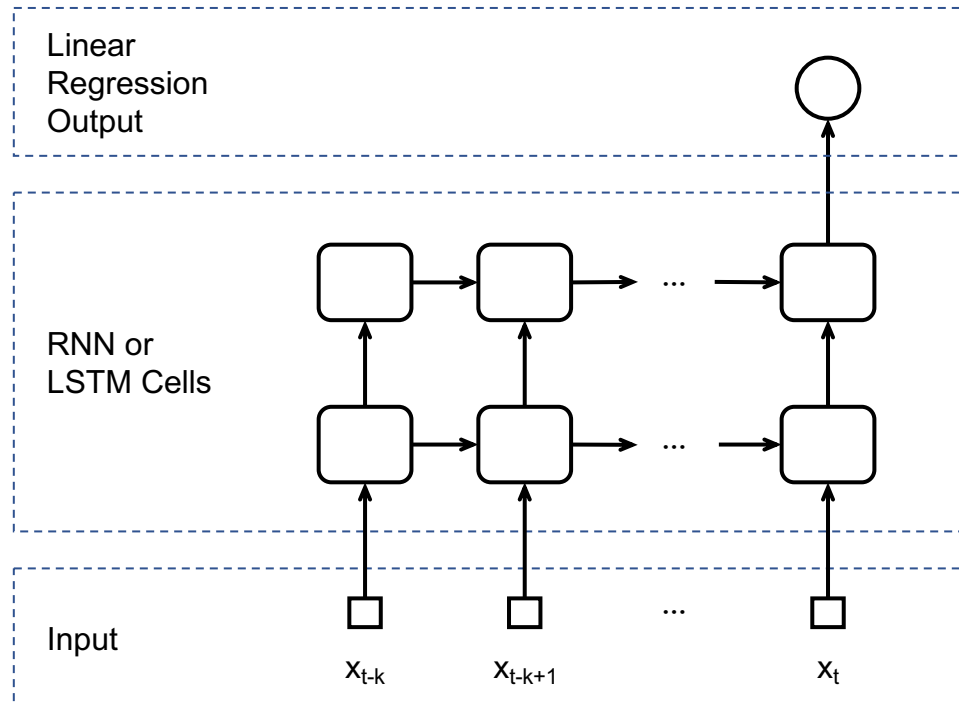 Linear
Regression
Output
...
RNN or
LSTM Cells
...
...
Input
x_{t-k} x_{t-k+1} x_t